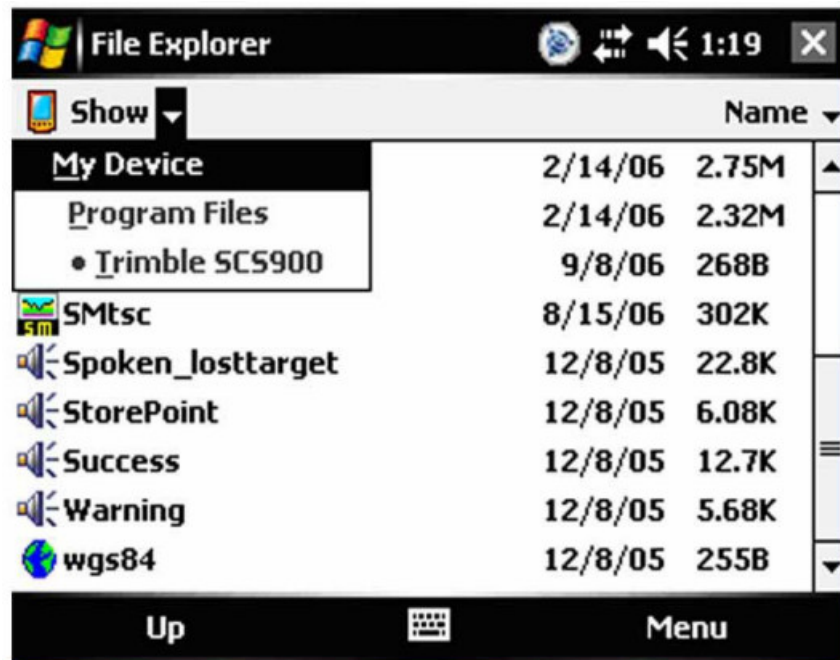 File Explorer 1:19
Show Name
My Device 2/14/06 2.75M
Program Files 2/14/06 2.32M
• Trimble SCS900 9/8/06 268B
SM SMtsc 8/15/06 302K
Spoken_losttarget 12/8/05 22.8K
StorePoint 12/8/05 6.08K
Success 12/8/05 12.7K
Warning 12/8/05 5.68K
wgs84 12/8/05 255B
Up Menu